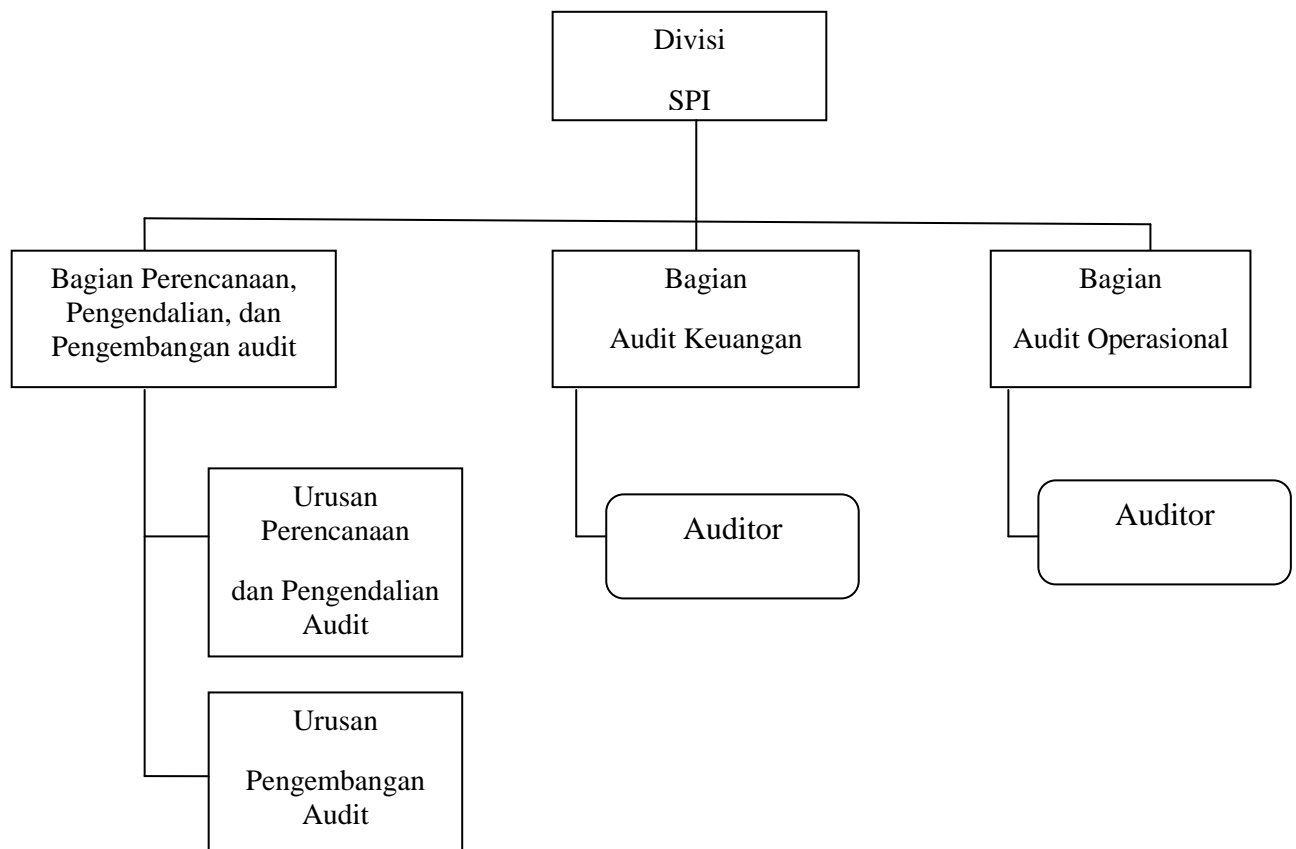 Divisi
SPI
Bagian Perencanaan,
Pengendalian, dan
Pengembangan audit
Bagian
Audit Keuangan
Bagian
Audit Operasional
Urusan
Perencanaan
dan Pengendalian
Audit
Auditor
Auditor
Urusan
Pengembangan
Audit